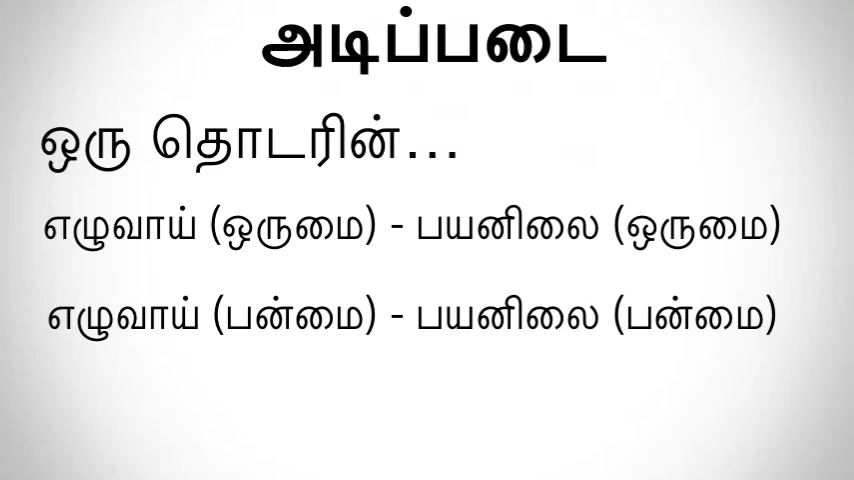 அடிப்படை
ஒரு தொடரின்...
எழுவாய் (ஒருமை) - பயனிலை (ஒருமை)
எழுவாய் (பன்மை) - பயனிலை (பன்மை)